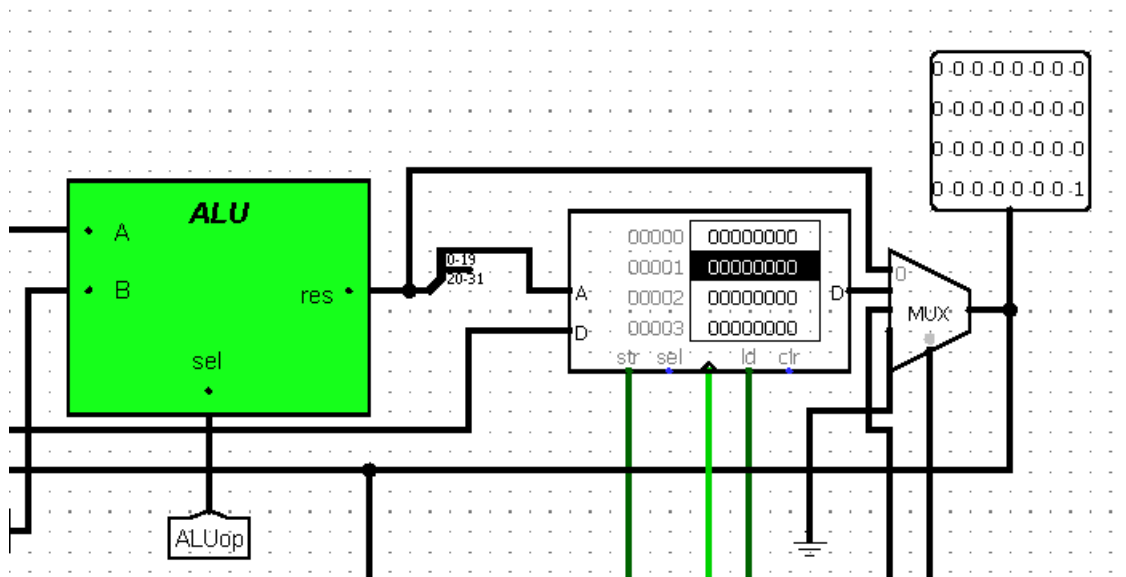 0 0 0 0 0 0 0 0
0 0 0 0 0 0 0 0
0 0 0 0 0 0 0 0
0 0 0 0 0 0 0 1
ALU
A
B
res
sel
ALUop
0-19
20-31
A
D
00000 00000000
00001 00000000
00002 00000000
00003 00000000
str sel ld clr
D
0
MUX